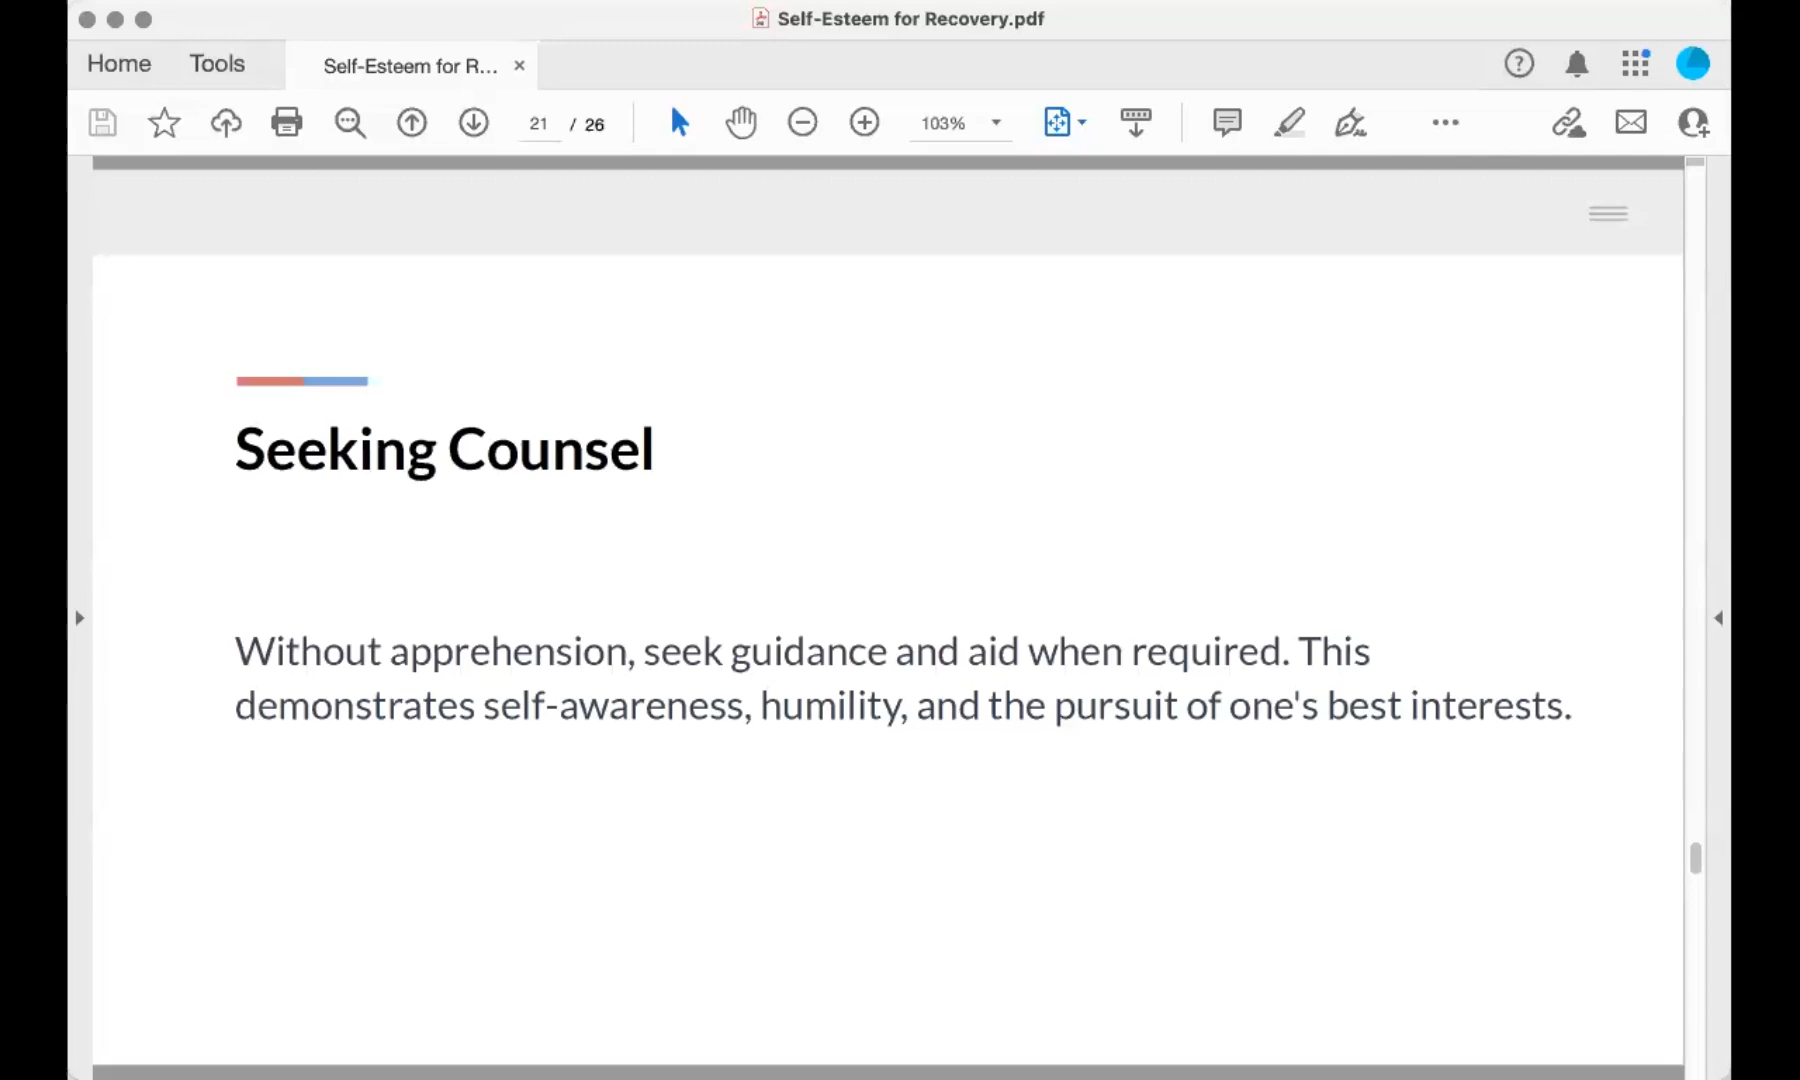 Self-Esteem for Recovery.pdf
Home Tools Self-Esteem for R... ×
21 / 26 103%
Seeking Counsel
Without apprehension, seek guidance and aid when required. This
demonstrates self-awareness, humility, and the pursuit of one's best interests.